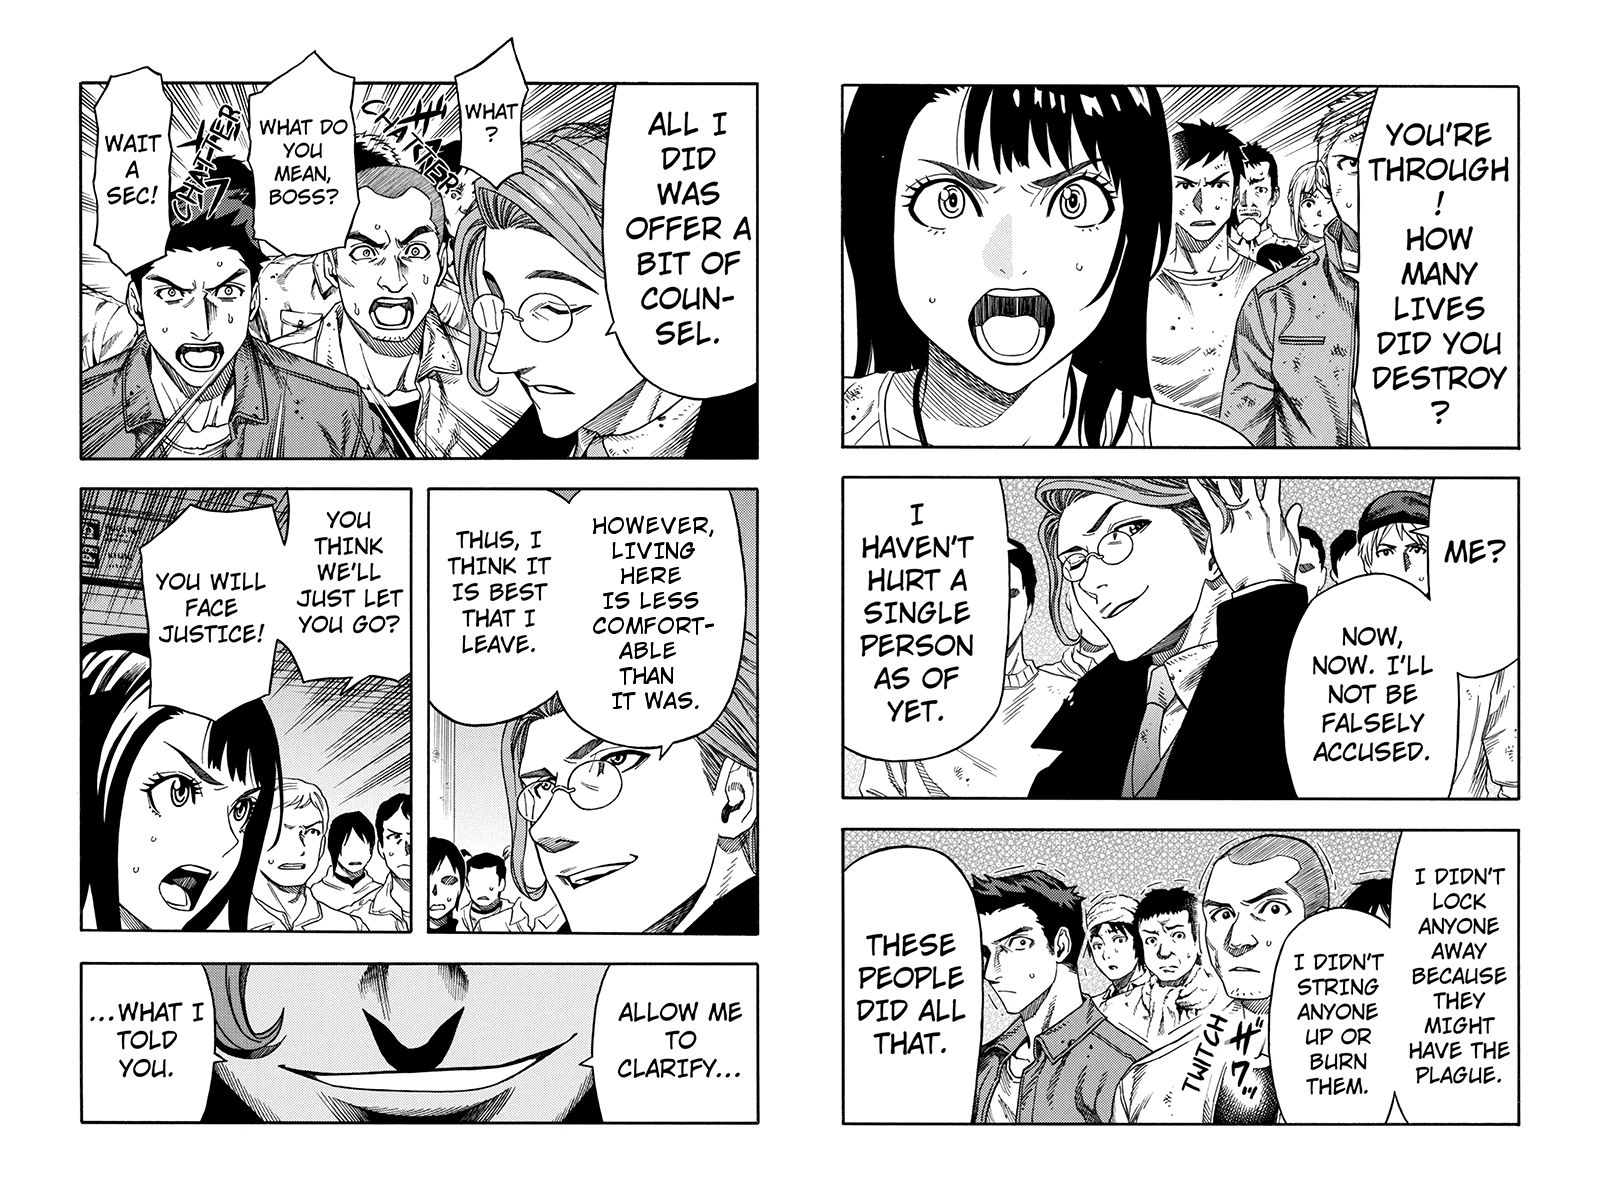 YOU'RE
THROUGH
!
HOW
MANY
LIVES
DID YOU
DESTROY
?
ME?
NOW,
NOW. I'LL
NOT BE
FALSELY
ACCUSED.
I
HAVEN'T
HURT A
SINGLE
PERSON
AS OF
YET.
I DIDN'T
LOCK
ANYONE
AWAY
BECAUSE
THEY
MIGHT
HAVE THE
PLAGUE.
I DIDN'T
STRING
ANYONE
UP OR
BURN
THEM.
TWITCH
ザワッ
THESE
PEOPLE
DID ALL
THAT.
ALL I
DID
WAS
OFFER A
BIT OF
COUN-
SEL.
WHAT
?
CHATTER
WHAT DO
YOU
MEAN,
BOSS?
CHATTER
WAIT
A
SEC!
HOWEVER,
LIVING
HERE
IS LESS
COMFORT-
ABLE
THAN
IT WAS.
THUS, I
THINK IT
IS BEST
THAT I
LEAVE.
YOU
THINK
WE'LL
JUST LET
YOU GO?
YOU WILL
FACE
JUSTICE!
ALLOW ME
TO
CLARIFY...
...WHAT I
TOLD
YOU.